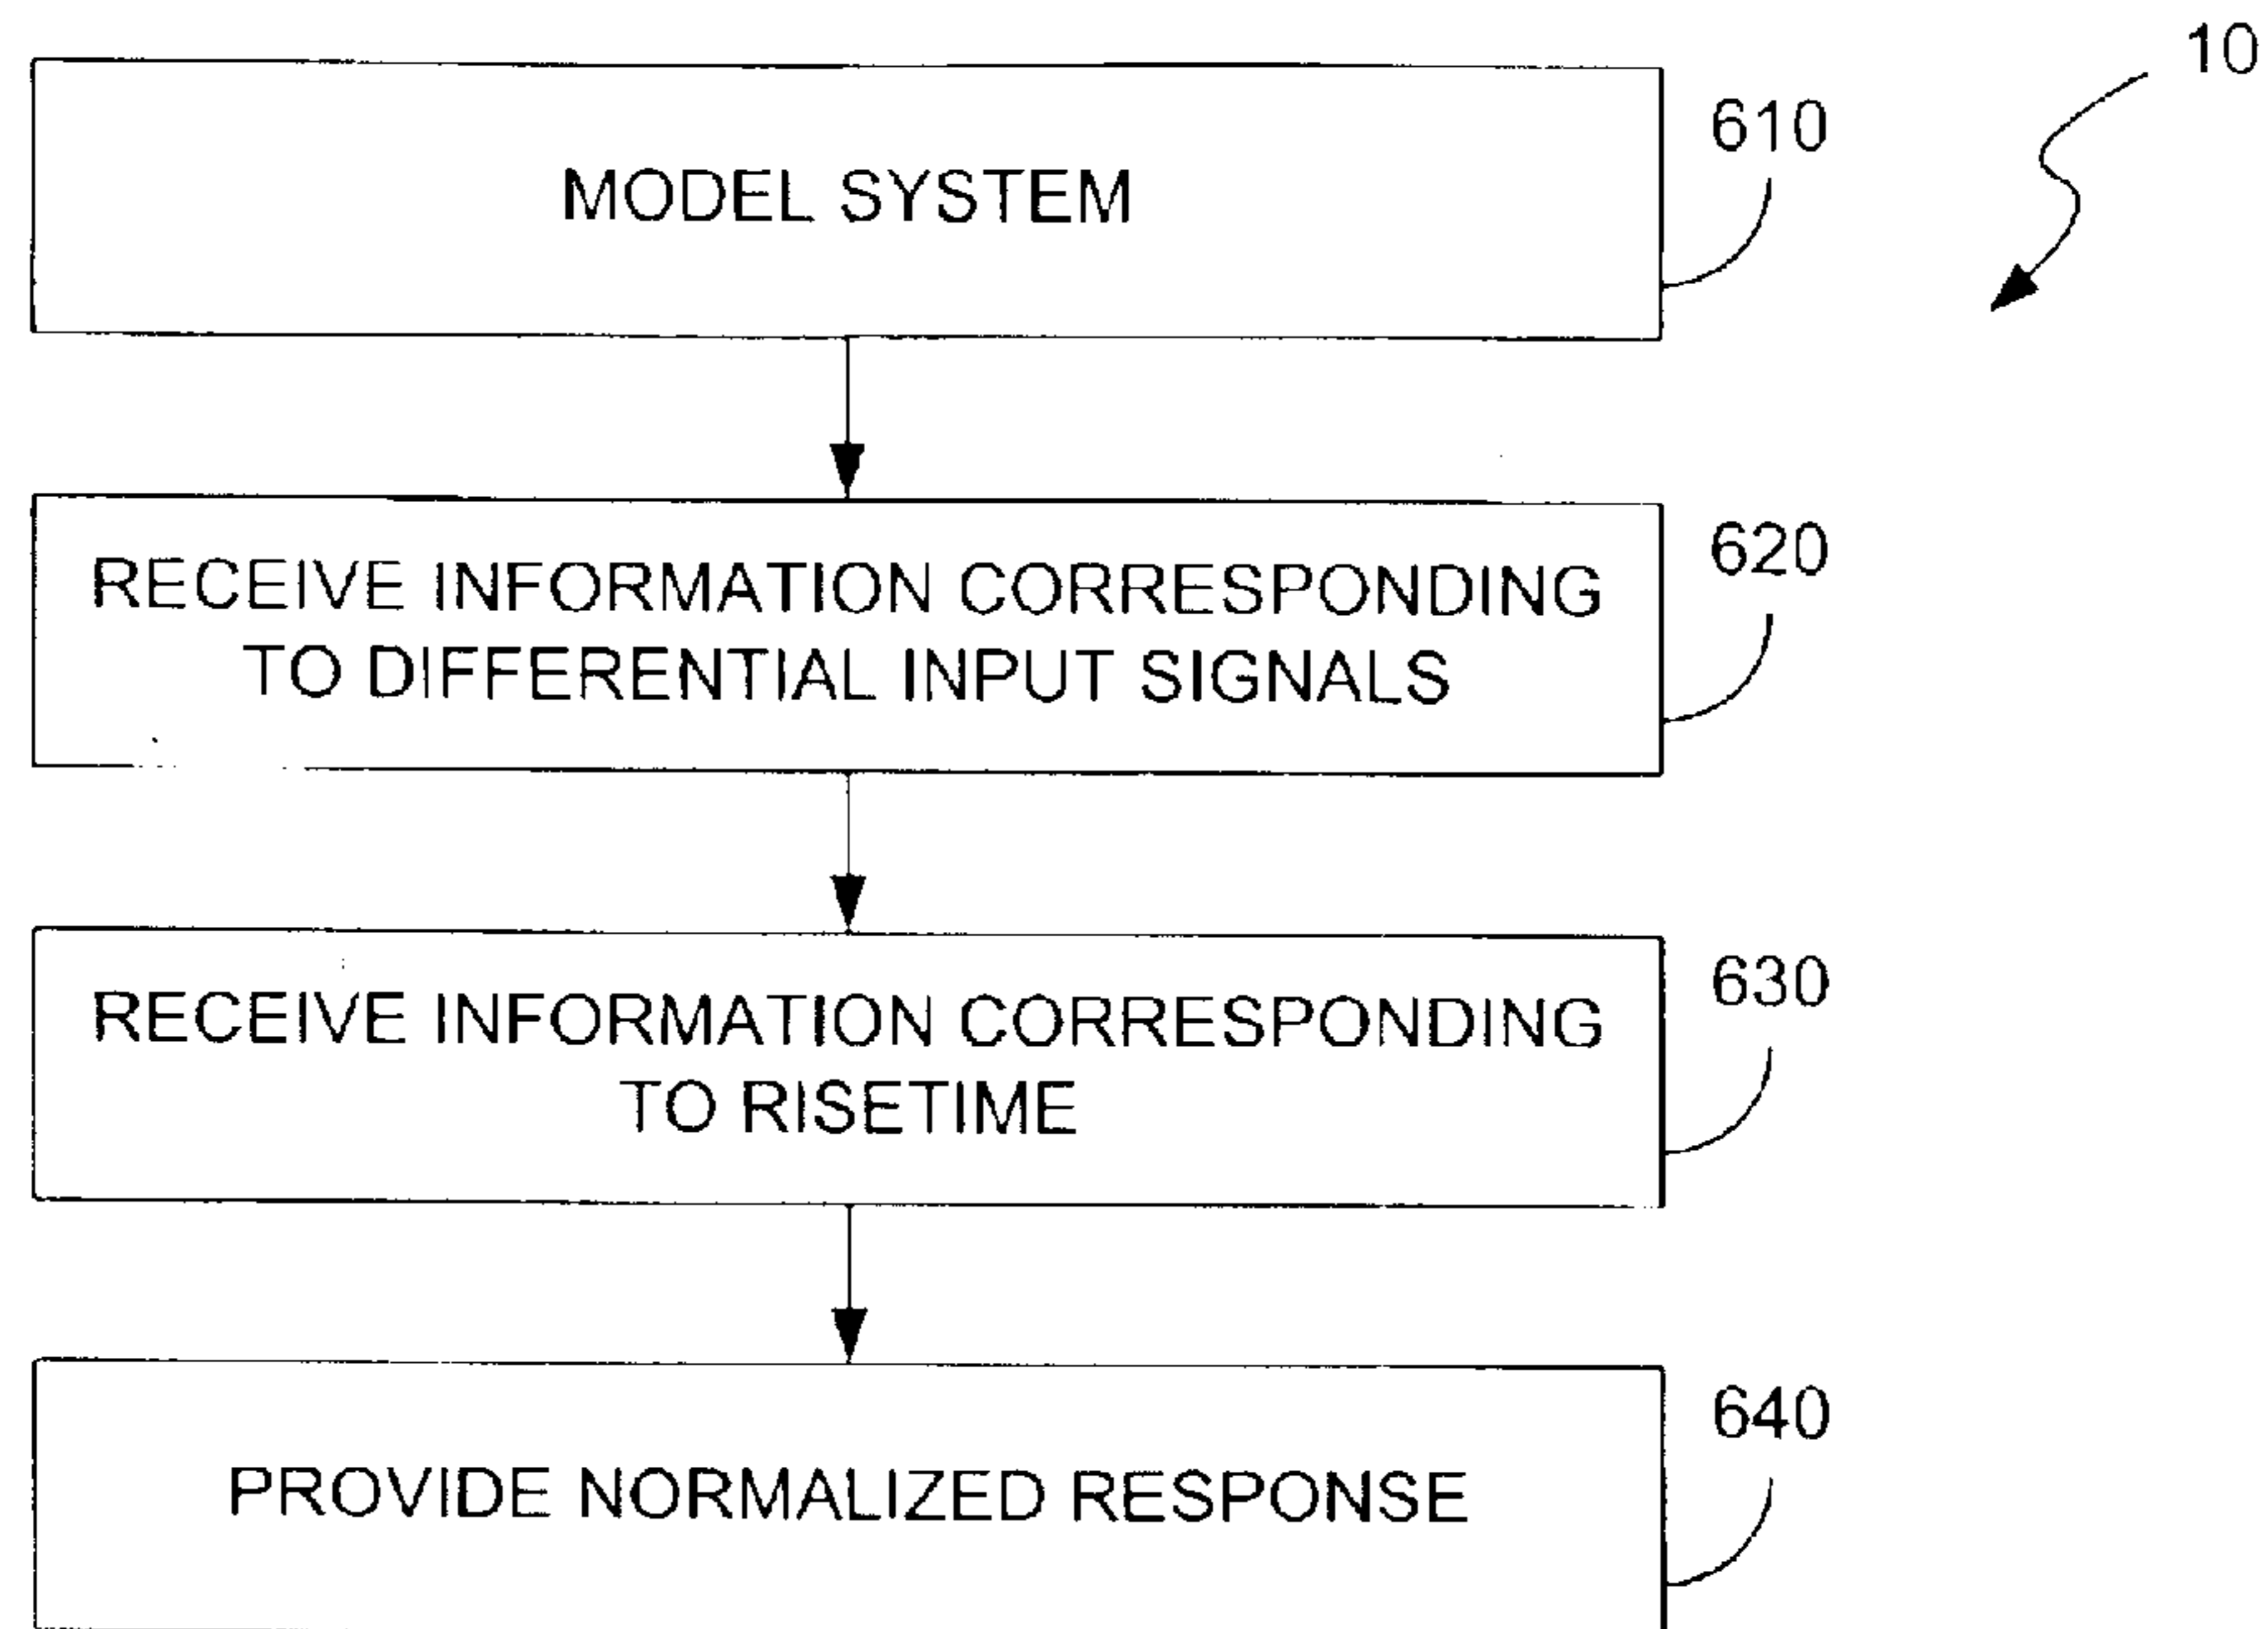 10
610
MODEL SYSTEM
620
RECEIVE INFORMATION CORRESPONDING
TO DIFFERENTIAL INPUT SIGNALS
630
RECEIVE INFORMATION CORRESPONDING
TO RISETIME
640
PROVIDE NORMALIZED RESPONSE